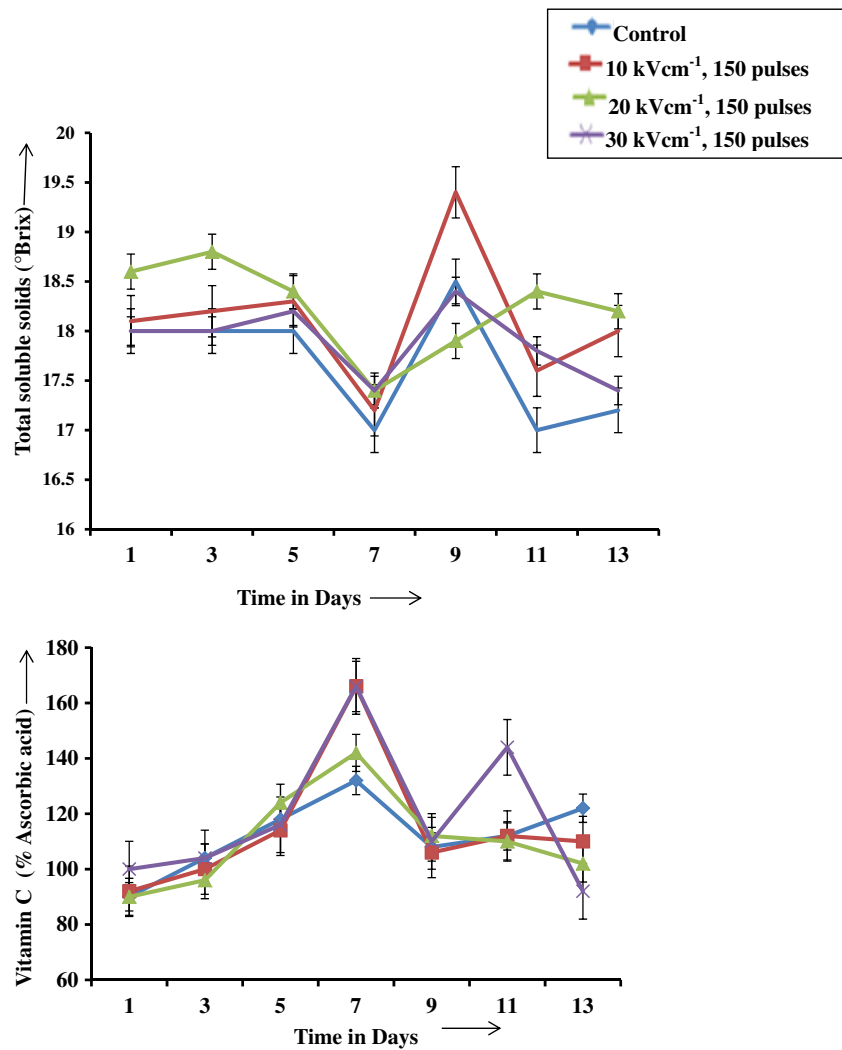 Control
10 kVcm⁻¹, 150 pulses
20 kVcm⁻¹, 150 pulses
30 kVcm⁻¹, 150 pulses
Total soluble solids (°Brix)
20
19.5
19
18.5
18
17.5
17
16.5
16
1 3 5 7 9 11 13
Time in Days
Vitamin C (% Ascorbic acid)
180
160
140
120
100
80
60
1 3 5 7 9 11 13
Time in Days